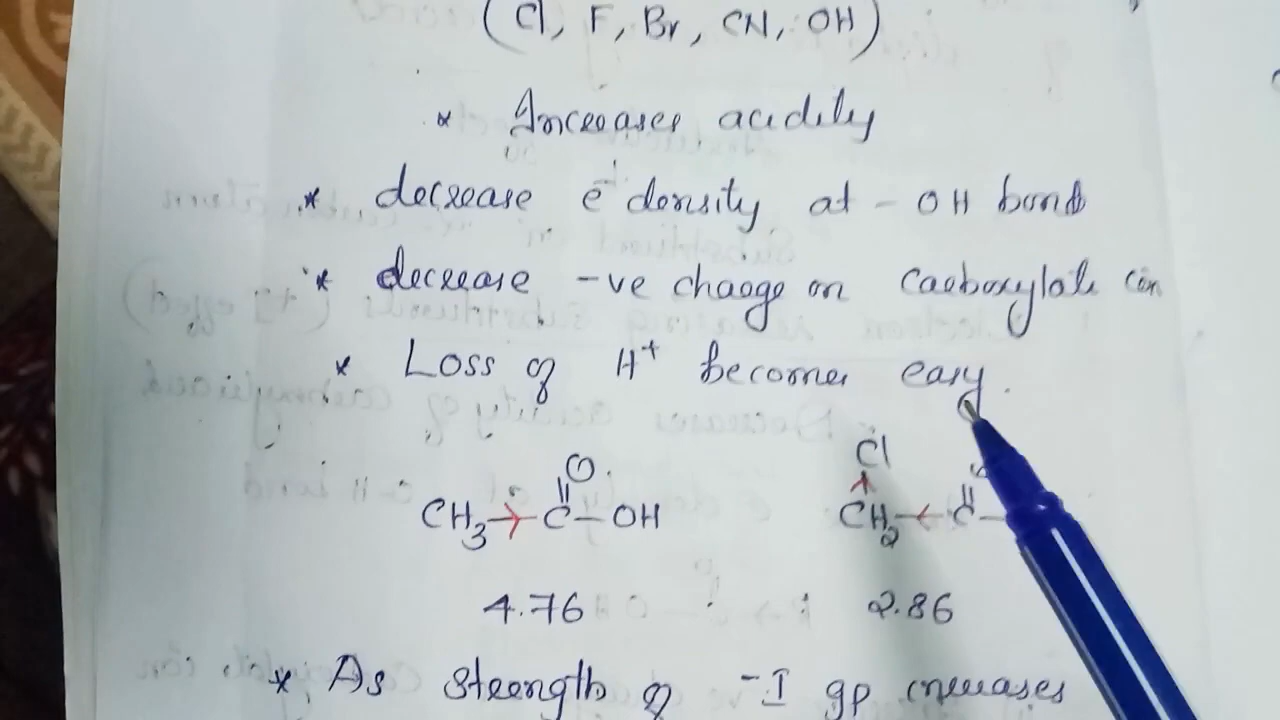 (Cl, F, Br, CN, OH)
* Increases acidity
* decrease e⁻ density at - OH bond
* decrease -ve charge on Carboxylate ion
* Loss of H⁺ becomes easy.
O Cl
CH₃ C - OH CH₂ C
4.76 2.86
* As strength of -I gp increases